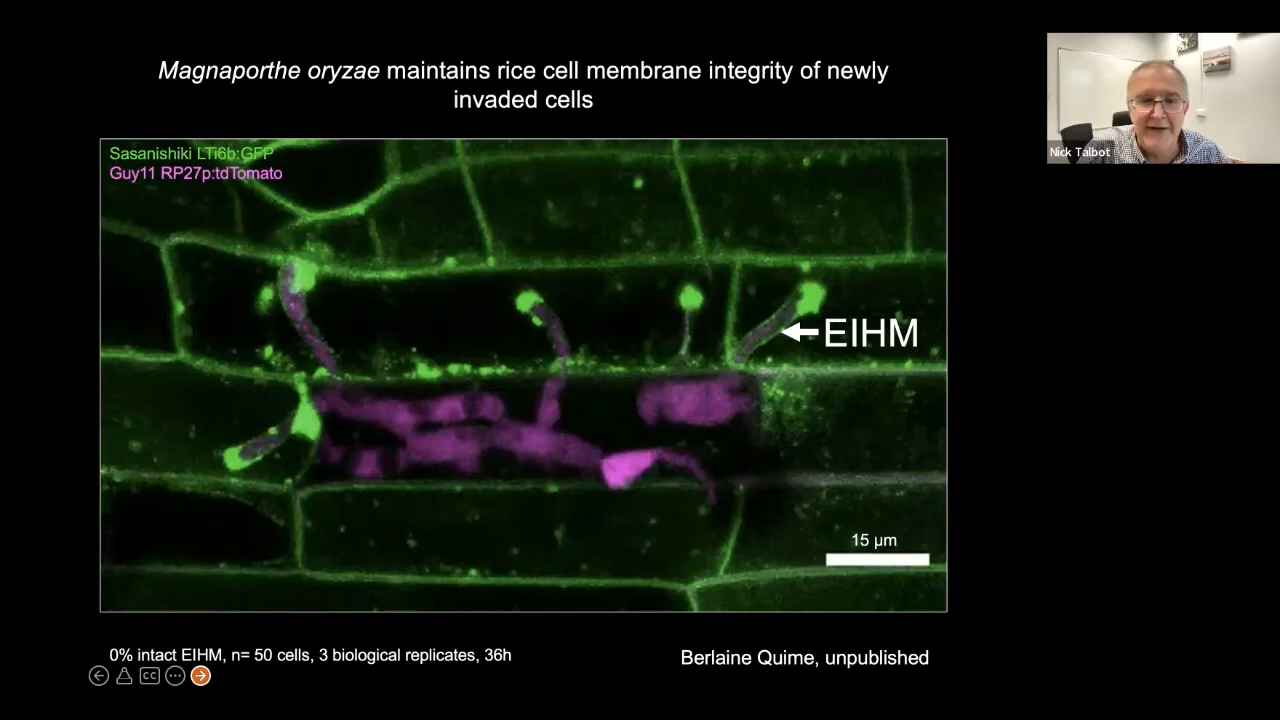 Magnaporthe oryzae maintains rice cell membrane integrity of newly
invaded cells
Nick Talbot
Sasanishiki LTi6b:GFP
Guy11 RP27p:tdTomato
EIHM
15 µm
0% intact EIHM, n= 50 cells, 3 biological replicates, 36h
Berlaine Quime, unpublished
CC